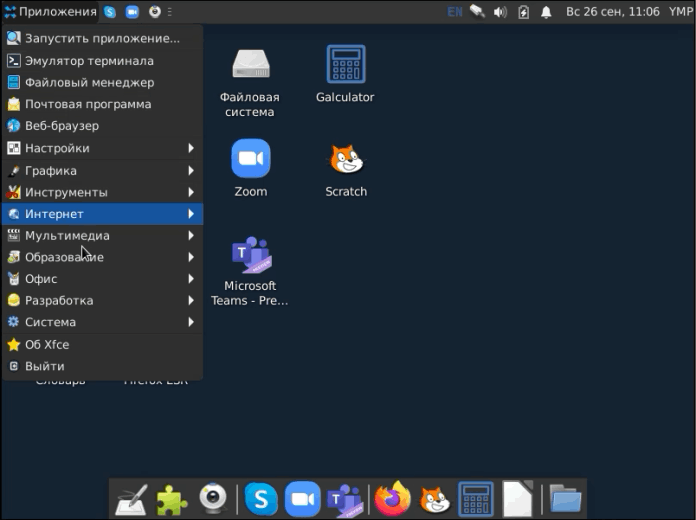 Приложения
EN
Вс 26 сен, 11:06
YMP
Запустить приложение...
Эмулятор терминала
Файловый менеджер
Почтовая программа
Веб-браузер
Настройки
Графика
Инструменты
Интернет
Мультимедиа
Образование
Офис
Разработка
Система
Об Xfce
Выйти
Файловая
система
Galculator
Zoom
Scratch
Microsoft
Teams - Pre...
Словарь
Firefox ESR